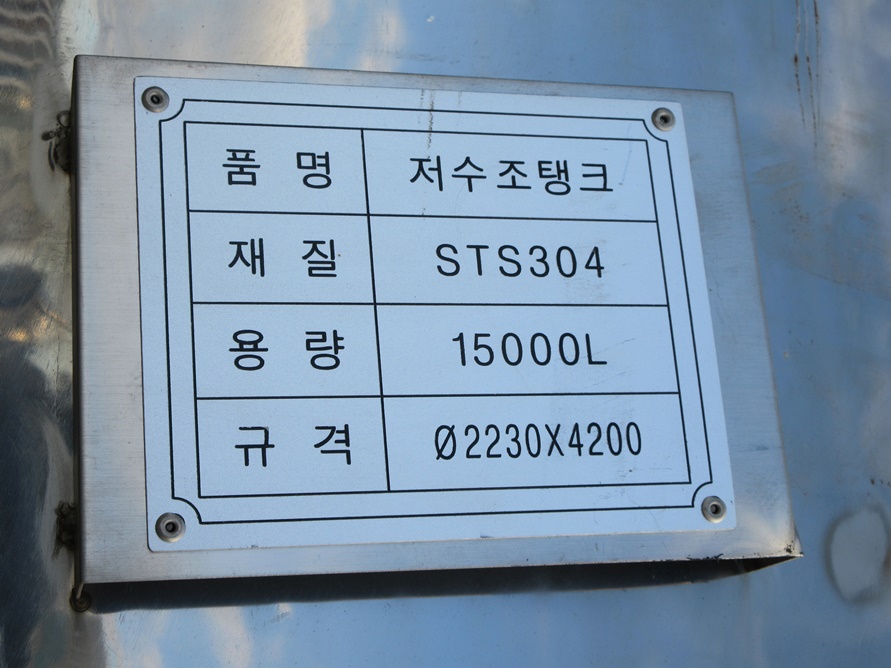 품 명 저수조탱크
재 질 STS304
용 량 15000L
규 격 Ø2230X4200